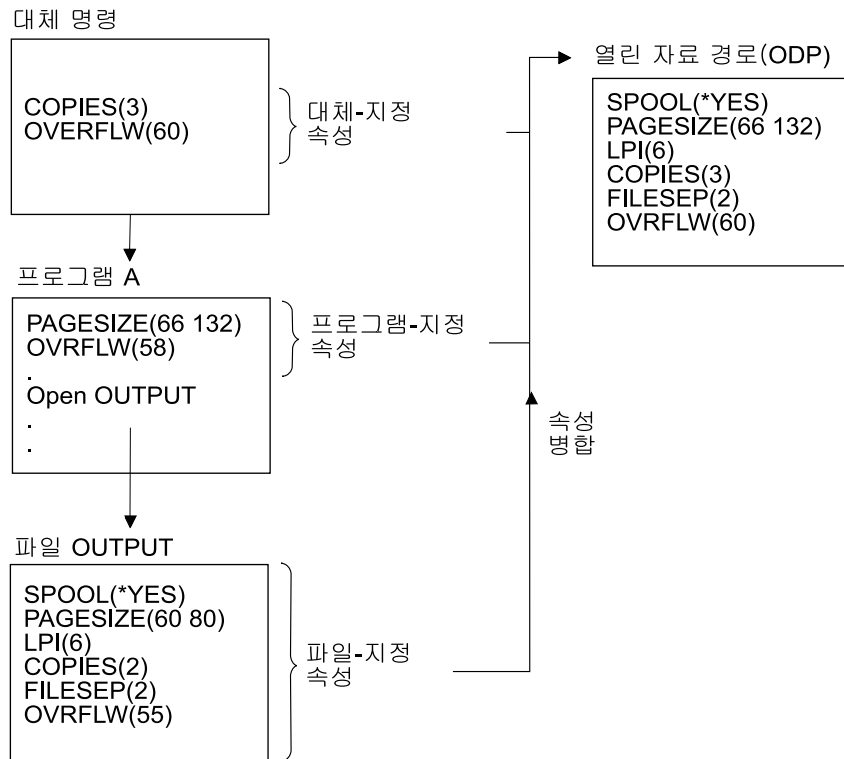 대체 명령
COPIES(3)
OVERFLW(60)
대체-지정
속성
프로그램 A
PAGESIZE(66 132)
OVRFLW(58)
.
Open OUTPUT
.
.
프로그램-지정
속성
파일 OUTPUT
SPOOL(*YES)
PAGESIZE(60 80)
LPI(6)
COPIES(2)
FILESEP(2)
OVRFLW(55)
파일-지정
속성
속성
병합
열린 자료 경로(ODP)
SPOOL(*YES)
PAGESIZE(66 132)
LPI(6)
COPIES(3)
FILESEP(2)
OVRFLW(60)